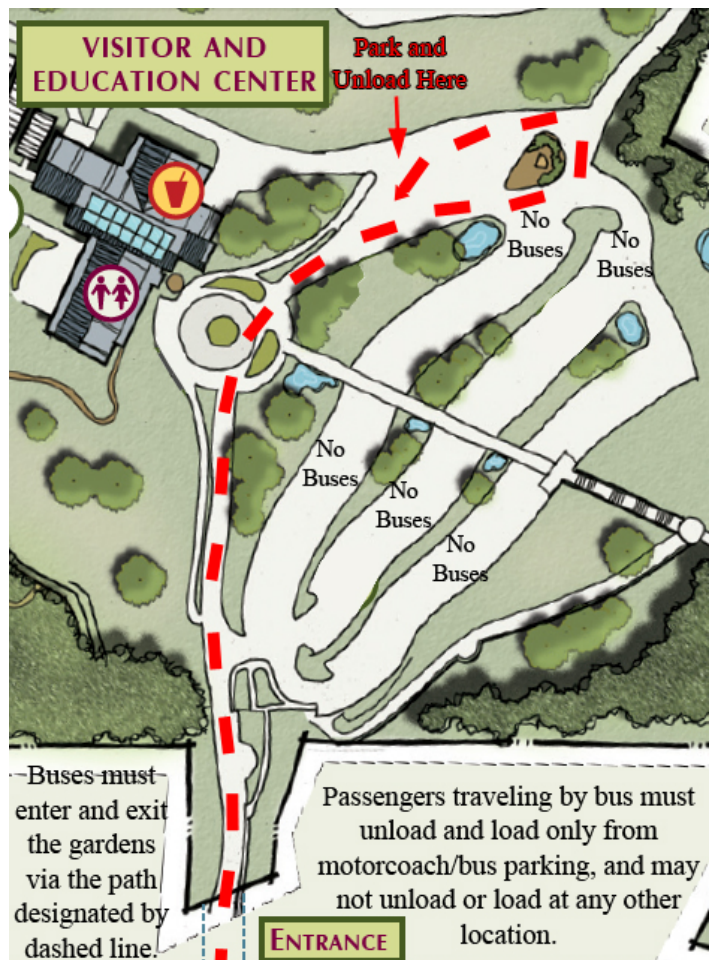 VISITOR AND
EDUCATION CENTER
Park and
Unload Here
No
Buses
No
Buses
No
Buses
No
Buses
No
Buses
Buses must
enter and exit
the gardens
via the path
designated by
dashed line.
Passengers traveling by bus must
unload and load only from
motorcoach/bus parking, and may
not unload or load at any other
location.
ENTRANCE